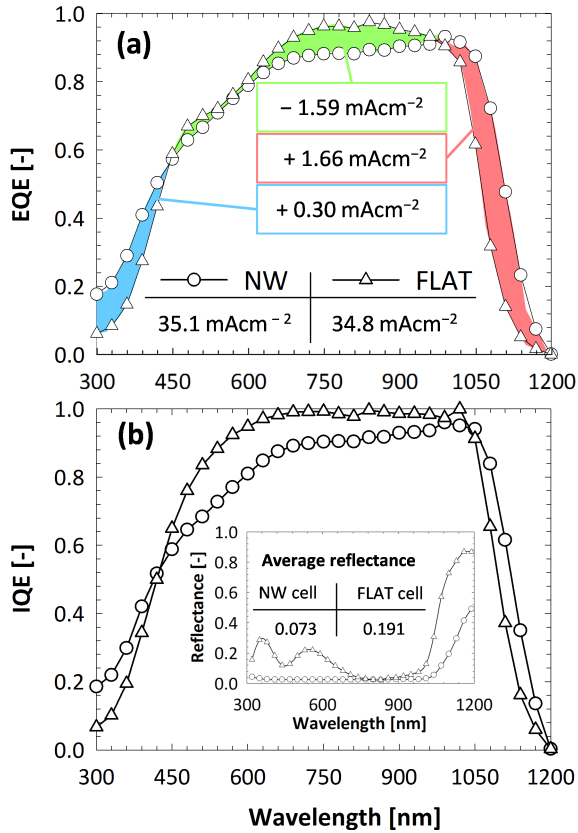 (a)
EQE [-]
1.0
0.8
0.6
0.4
0.2
0.0
− 1.59 mAcm⁻²
+ 1.66 mAcm⁻²
+ 0.30 mAcm⁻²
NW FLAT
35.1 mAcm⁻² 34.8 mAcm⁻²
300 450 600 750 900 1050 1200
(b)
IQE [-]
1.0
0.8
0.6
0.4
0.2
0.0
Reflectance [-]
1.0
0.8
0.6
0.4
0.2
0.0
Average reflectance
NW cell FLAT cell
0.073 0.191
300 450 600 750 900 1050 1200
Wavelength [nm]
300 450 600 750 900 1050 1200
Wavelength [nm]